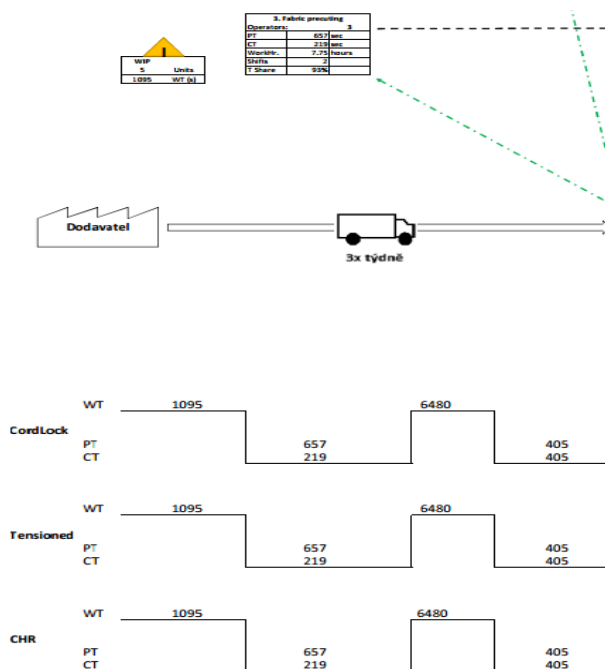 3. Fabric precuting
Operators: 3
PT 657 sec
CT 219 sec
WorkHr. 7.75 hours
Shifts 2
T Share 93%
I
WIP
5 Units
1095 WT (s)
Dodavatel
3x týdně
WT 1095 6480
CordLock
PT 657 405
CT 219 405
WT 1095 6480
Tensioned
PT 657 405
CT 219 405
WT 1095 6480
CHR
PT 657 405
CT 219 405